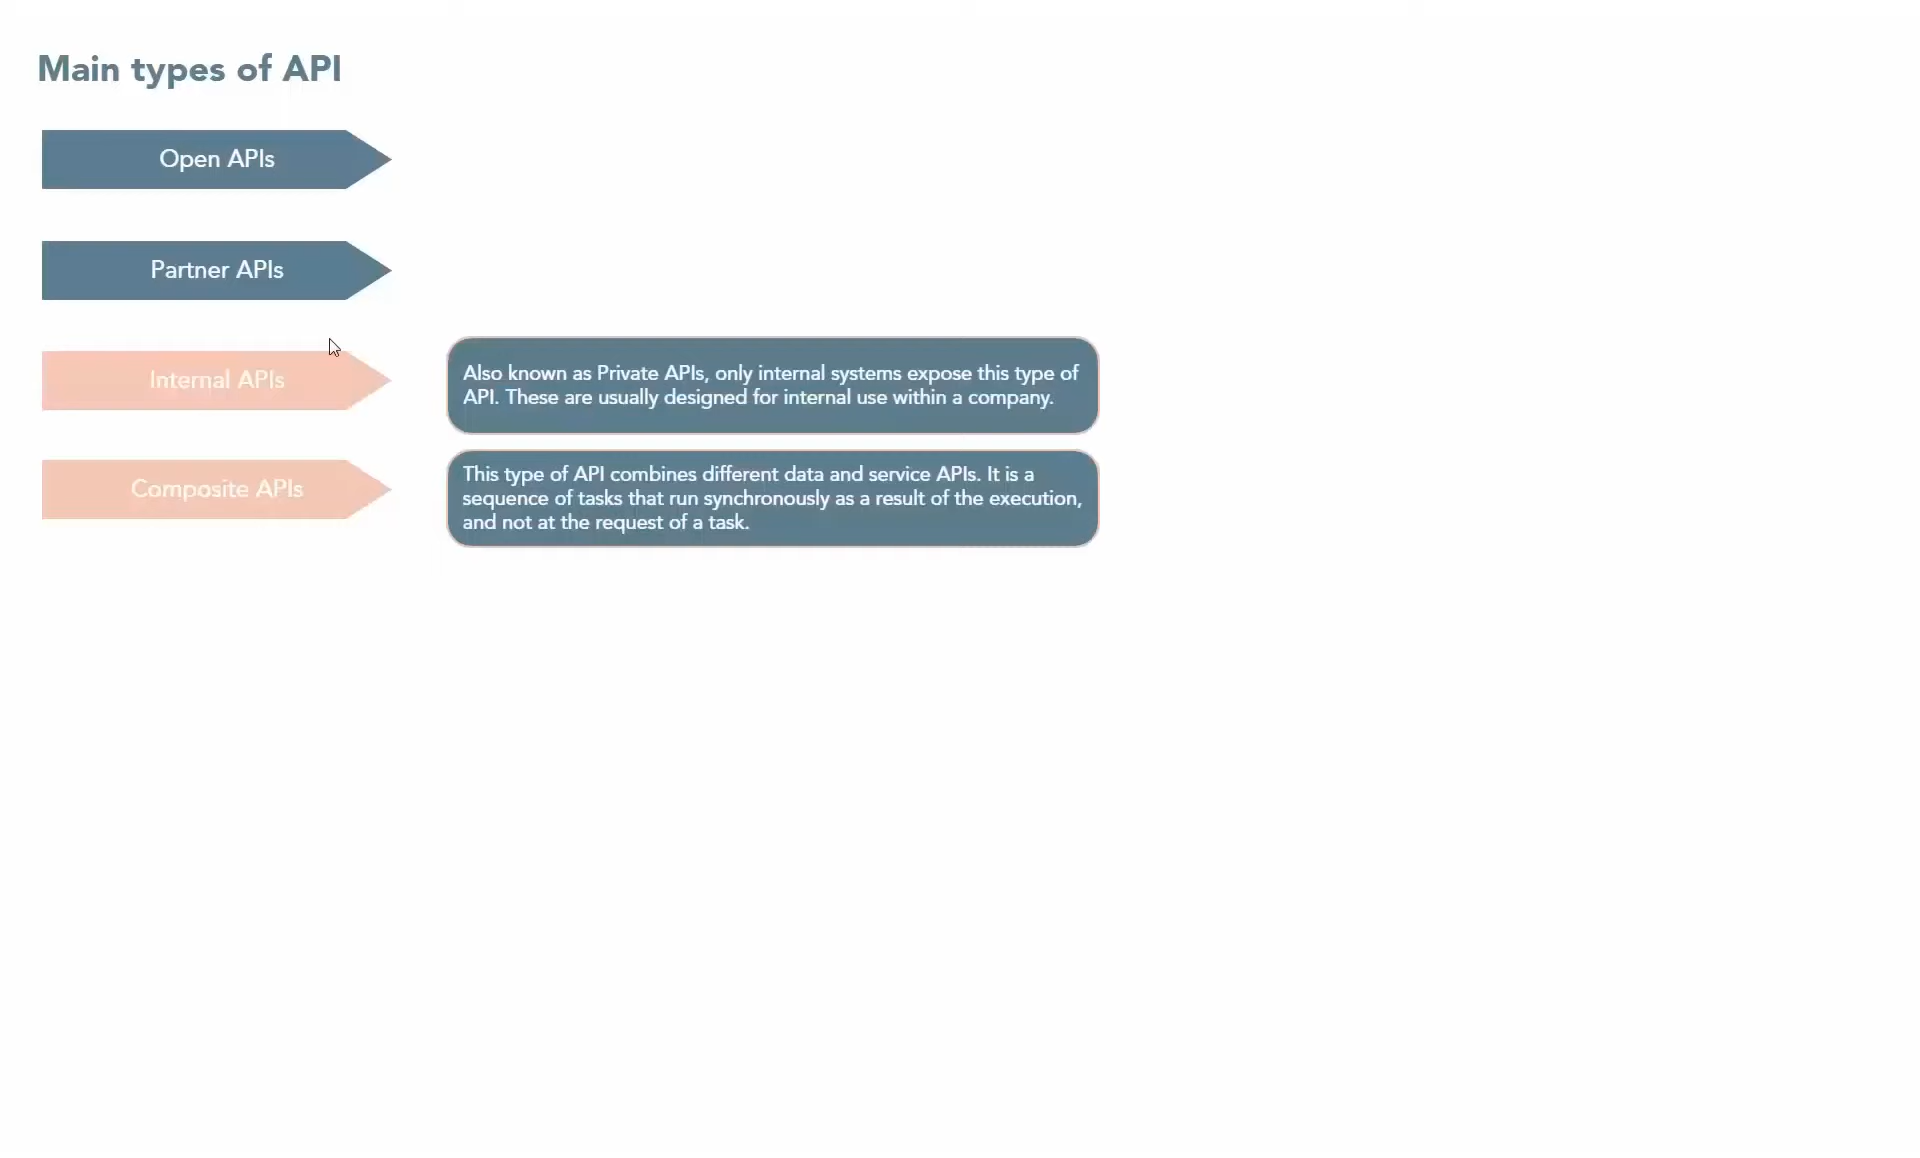 Main types of API
Open APIs
Partner APIs
Internal APIs
Also known as Private APIs, only internal systems expose this type of
API. These are usually designed for internal use within a company.
Composite APIs
This type of API combines different data and service APIs. It is a
sequence of tasks that run synchronously as a result of the execution,
and not at the request of a task.